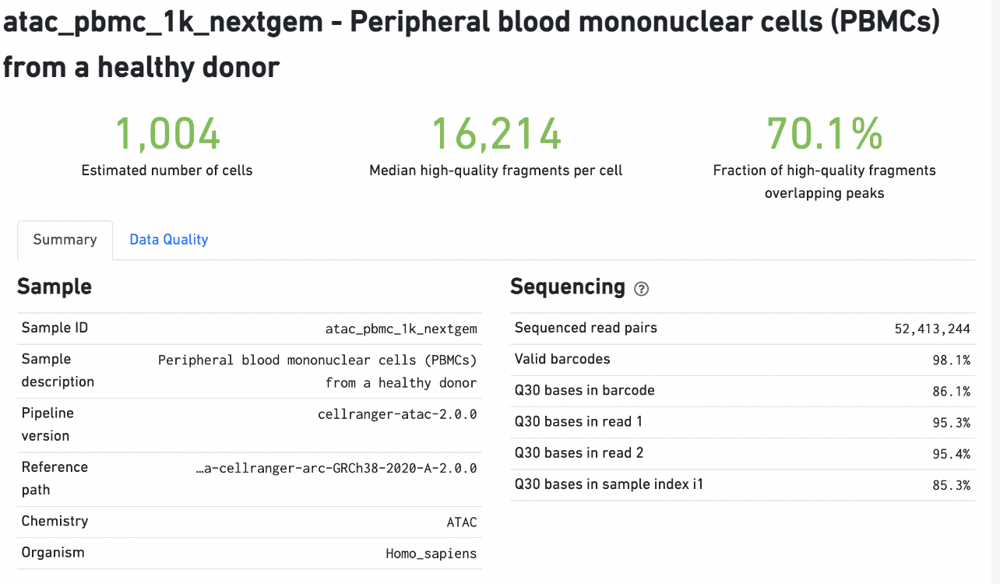 atac_pbmc_1k_nextgem - Peripheral blood mononuclear cells (PBMCs)
from a healthy donor
1,004
Estimated number of cells
16,214
Median high-quality fragments per cell
70.1%
Fraction of high-quality fragments
overlapping peaks
Summary
Data Quality
Sample
Sample ID atac_pbmc_1k_nextgem
Sample Peripheral blood mononuclear cells (PBMCs)
description from a healthy donor
Pipeline cellranger-atac-2.0.0
version
Reference …a-cellranger-arc-GRCh38-2020-A-2.0.0
path
Chemistry ATAC
Organism Homo_sapiens
Sequencing ?
Sequenced read pairs 52,413,244
Valid barcodes 98.1%
Q30 bases in barcode 86.1%
Q30 bases in read 1 95.3%
Q30 bases in read 2 95.4%
Q30 bases in sample index i1 85.3%